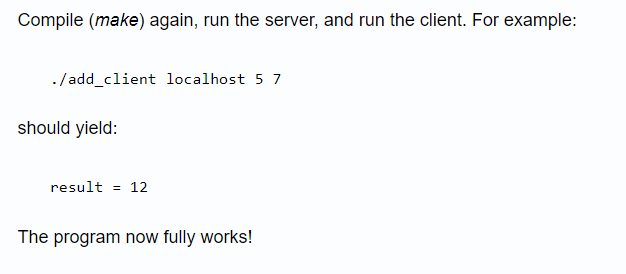 Compile (make) again, run the server, and run the client. For example:
./add_client localhost 5 7
should yield:
result = 12
The program now fully works!